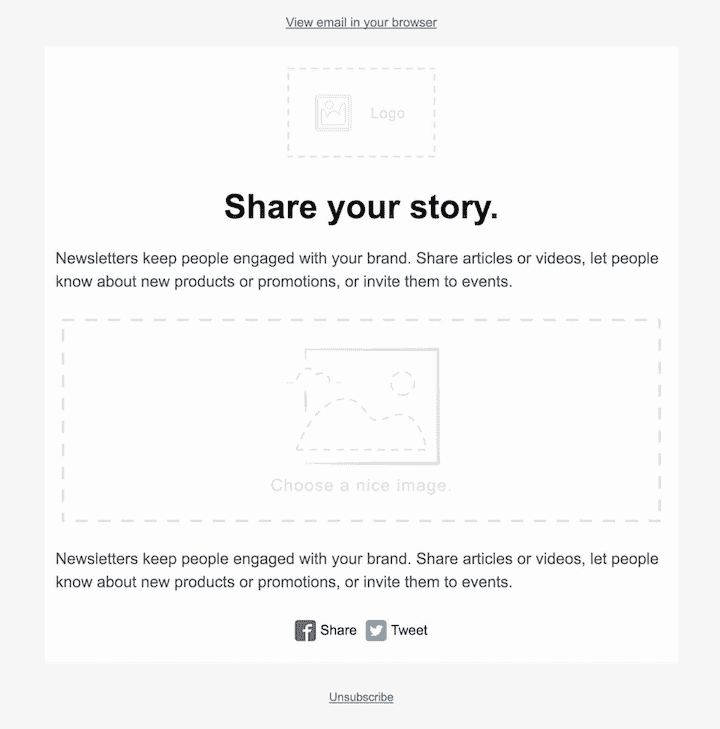 View email in your browser
Logo
Share your story.
Newsletters keep people engaged with your brand. Share articles or videos, let people
know about new products or promotions, or invite them to events.
Choose a nice image.
Newsletters keep people engaged with your brand. Share articles or videos, let people
know about new products or promotions, or invite them to events.
Share Tweet
Unsubscribe